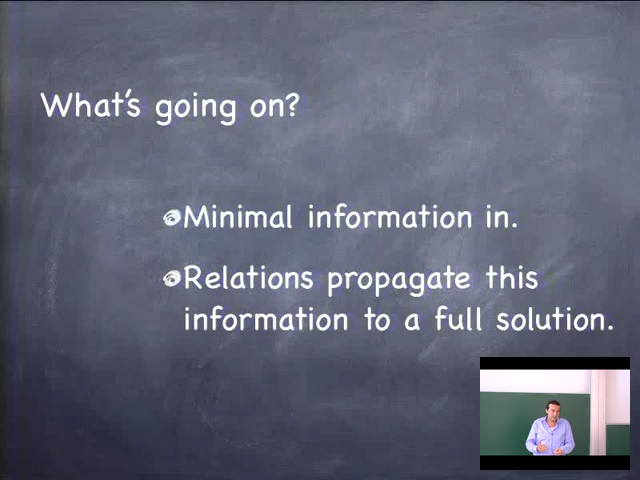 What's going on?
Minimal information in.
Relations propagate this
information to a full solution.